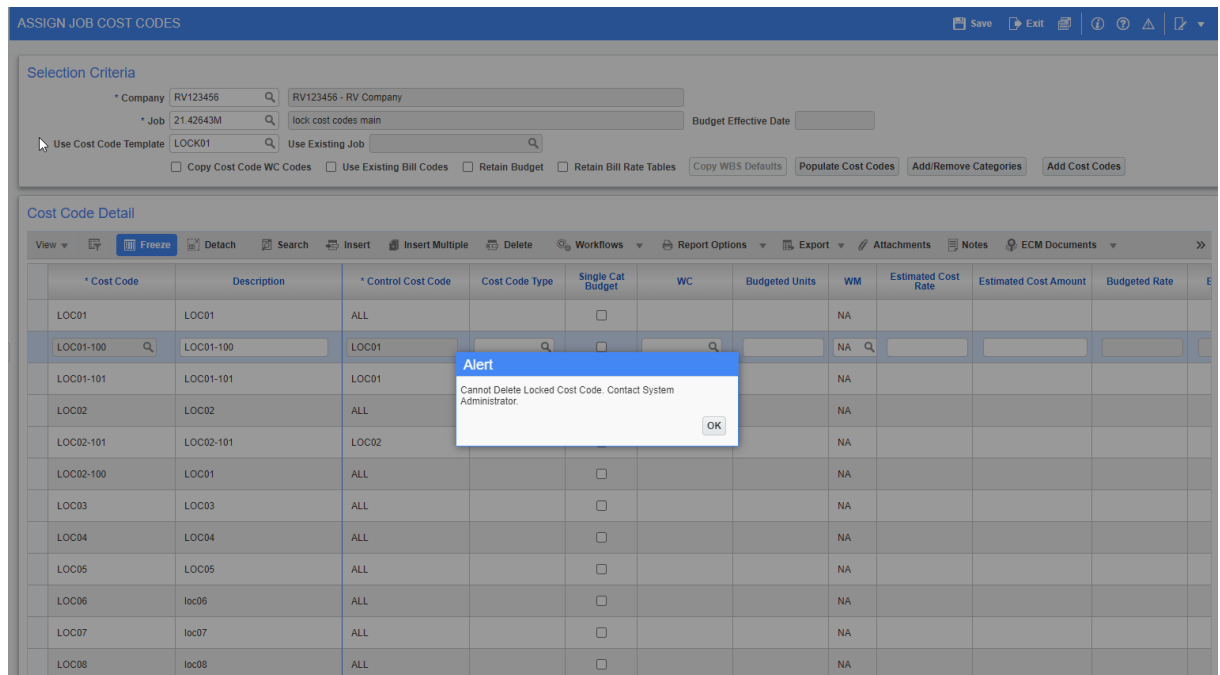 ASSIGN JOB COST CODES
Save Exit
Selection Criteria
* Company RV123456 RV123456 - RV Company
* Job 21.42643M lock cost codes main Budget Effective Date
Use Cost Code Template LOCK01 Use Existing Job
Copy Cost Code WC Codes Use Existing Bill Codes Retain Budget Retain Bill Rate Tables Copy WBS Defaults Populate Cost Codes Add/Remove Categories Add Cost Codes
Cost Code Detail
View Freeze Detach Search Insert Insert Multiple Delete Workflows Report Options Export Attachments Notes ECM Documents
* Cost Code Description * Control Cost Code Cost Code Type Single Cat Budget WC Budgeted Units WM Estimated Cost Rate Estimated Cost Amount Budgeted Rate
LOC01 LOC01 ALL NA
LOC01-100 LOC01-100 LOC01 NA
Alert
Cannot Delete Locked Cost Code. Contact System
Administrator.
OK
LOC01-101 LOC01-101 LOC01 NA
LOC02 LOC02 ALL NA
LOC02-101 LOC02-101 LOC02 NA
LOC02-100 LOC01 ALL NA
LOC03 LOC03 ALL NA
LOC04 LOC04 ALL NA
LOC05 LOC05 ALL NA
LOC06 loc06 ALL NA
LOC07 loc07 ALL NA
LOC08 loc08 ALL NA